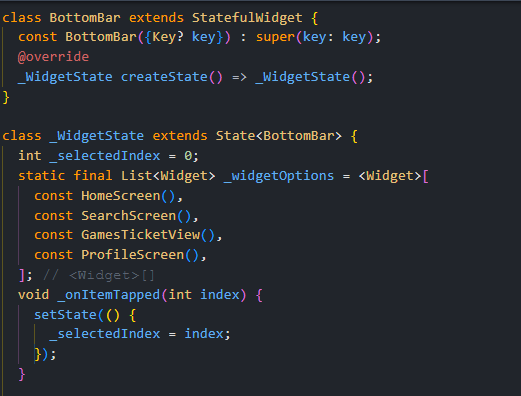 class BottomBar extends StatefulWidget {
  const BottomBar({Key? key}) : super(key: key);
  @override
  _WidgetState createState() => _WidgetState();
}

class _WidgetState extends State<BottomBar> {
  int _selectedIndex = 0;
  static final List<Widget> _widgetOptions = <Widget>[
    const HomeScreen(),
    const SearchScreen(),
    const GamesTicketView(),
    const ProfileScreen(),
  ]; // <Widget>[]
  void _onItemTapped(int index) {
    setState(() {
      _selectedIndex = index;
    });
  }